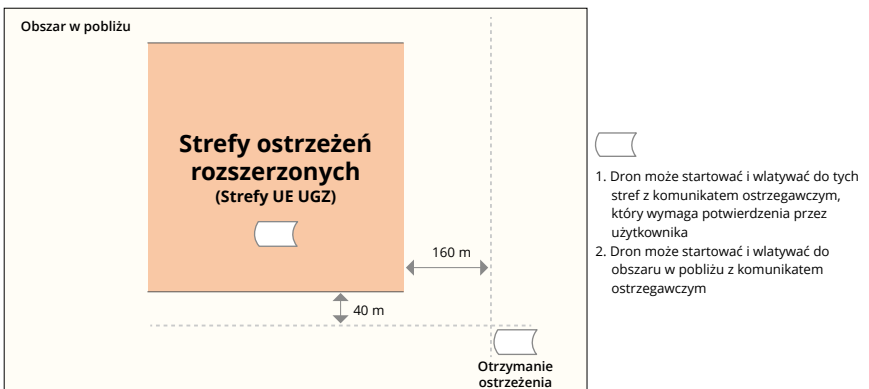 Obszar w pobliżu
Strefy ostrzeżeń
rozszerzonych
(Strefy UE UGZ)
160 m
40 m
Otrzymanie
ostrzeżenia
1. Dron może startować i wlatywać do tych
stref z komunikatem ostrzegawczym,
który wymaga potwierdzenia przez
użytkownika
2. Dron może startować i wlatywać do
obszaru w pobliżu z komunikatem
ostrzegawczym